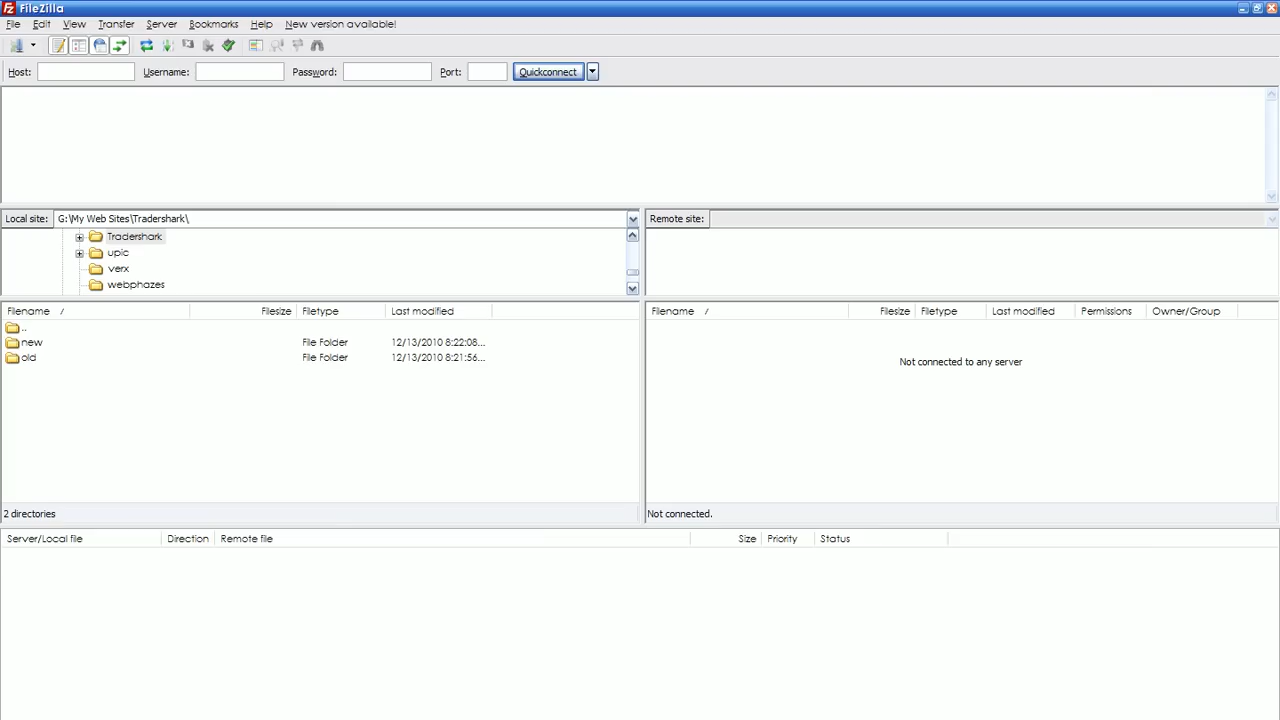 FileZilla
File Edit View Transfer Server Bookmarks Help New version available!
Host: Username: Password: Port: Quickconnect
Local site: G:\My Web Sites\Tradershark\ Remote site:
Tradershark
upic
verx
webphazes
Filename / Filesize Filetype Last modified Filename / Filesize Filetype Last modified Permissions Owner/Group
..
new File Folder 12/13/2010 8:22:08...
old File Folder 12/13/2010 8:21:56...
Not connected to any server
2 directories Not connected.
Server/Local file Direction Remote file Size Priority Status